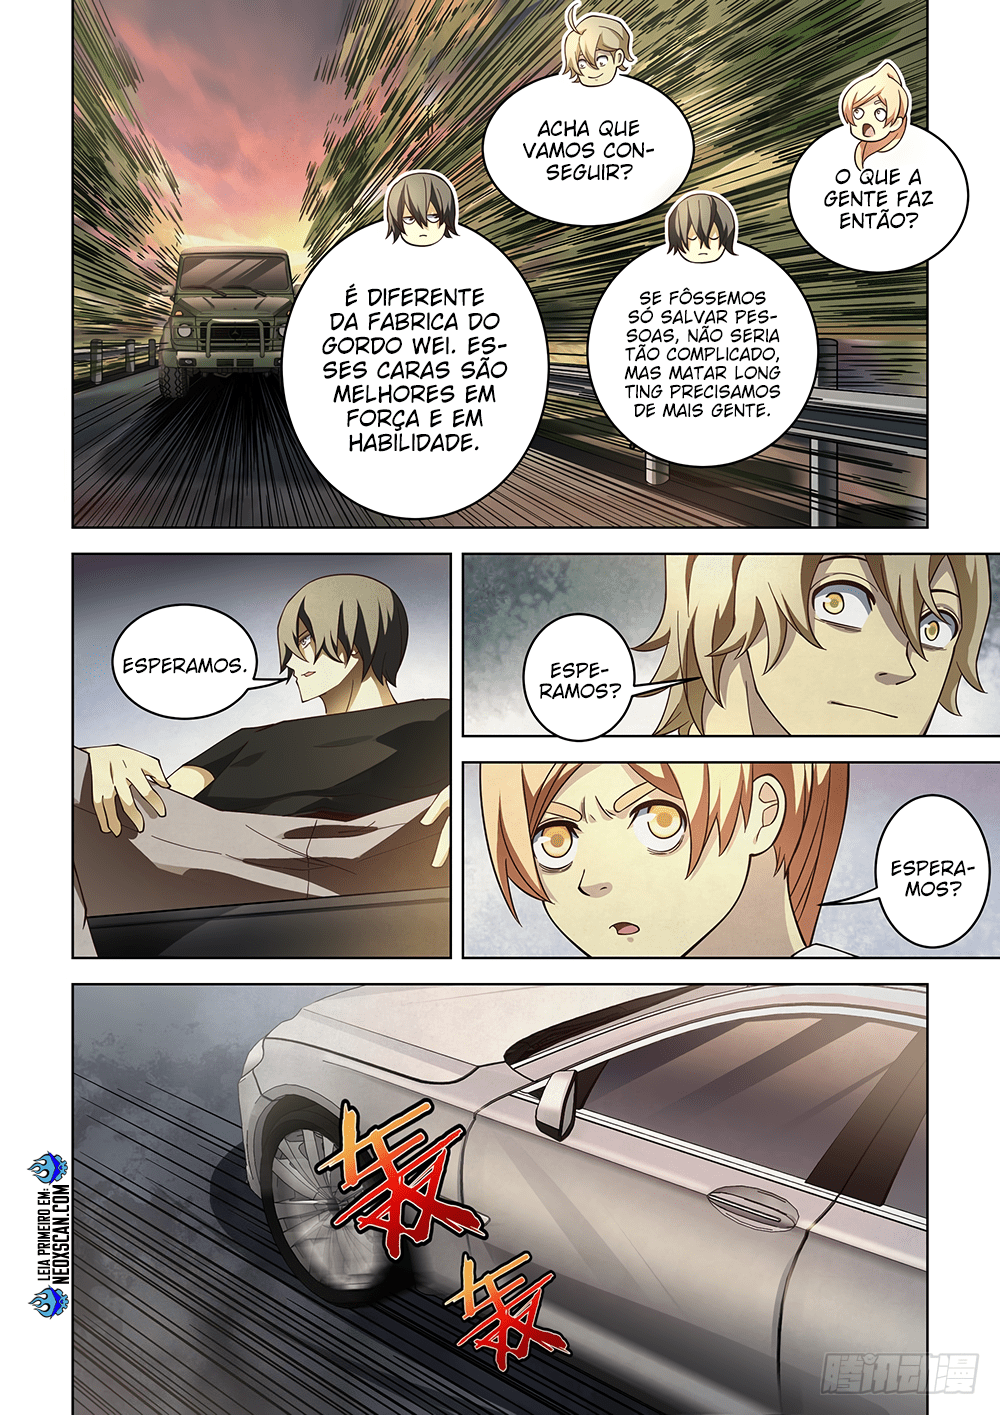 ACHA QUE
VAMOS CON-
SEGUIR?
É DIFERENTE
DA FABRICA DO
GORDO WEI. ES-
SES CARAS SÃO
MELHORES EM
FORÇA E EM
HABILIDADE.
O QUE A
GENTE FAZ
ENTÃO?
SE FÔSSEMOS
SÓ SALVAR PES-
SOAS, NÃO SERIA
TÃO COMPLICADO,
MAS MATAR LONG
TING PRECISAMOS
DE MAIS GENTE.
ESPERAMOS.
ESPE-
RAMOS?
ESPERA-
MOS?
LEIA PRIMEIRO EM:
NEOXSCAN.COM
腾讯动漫